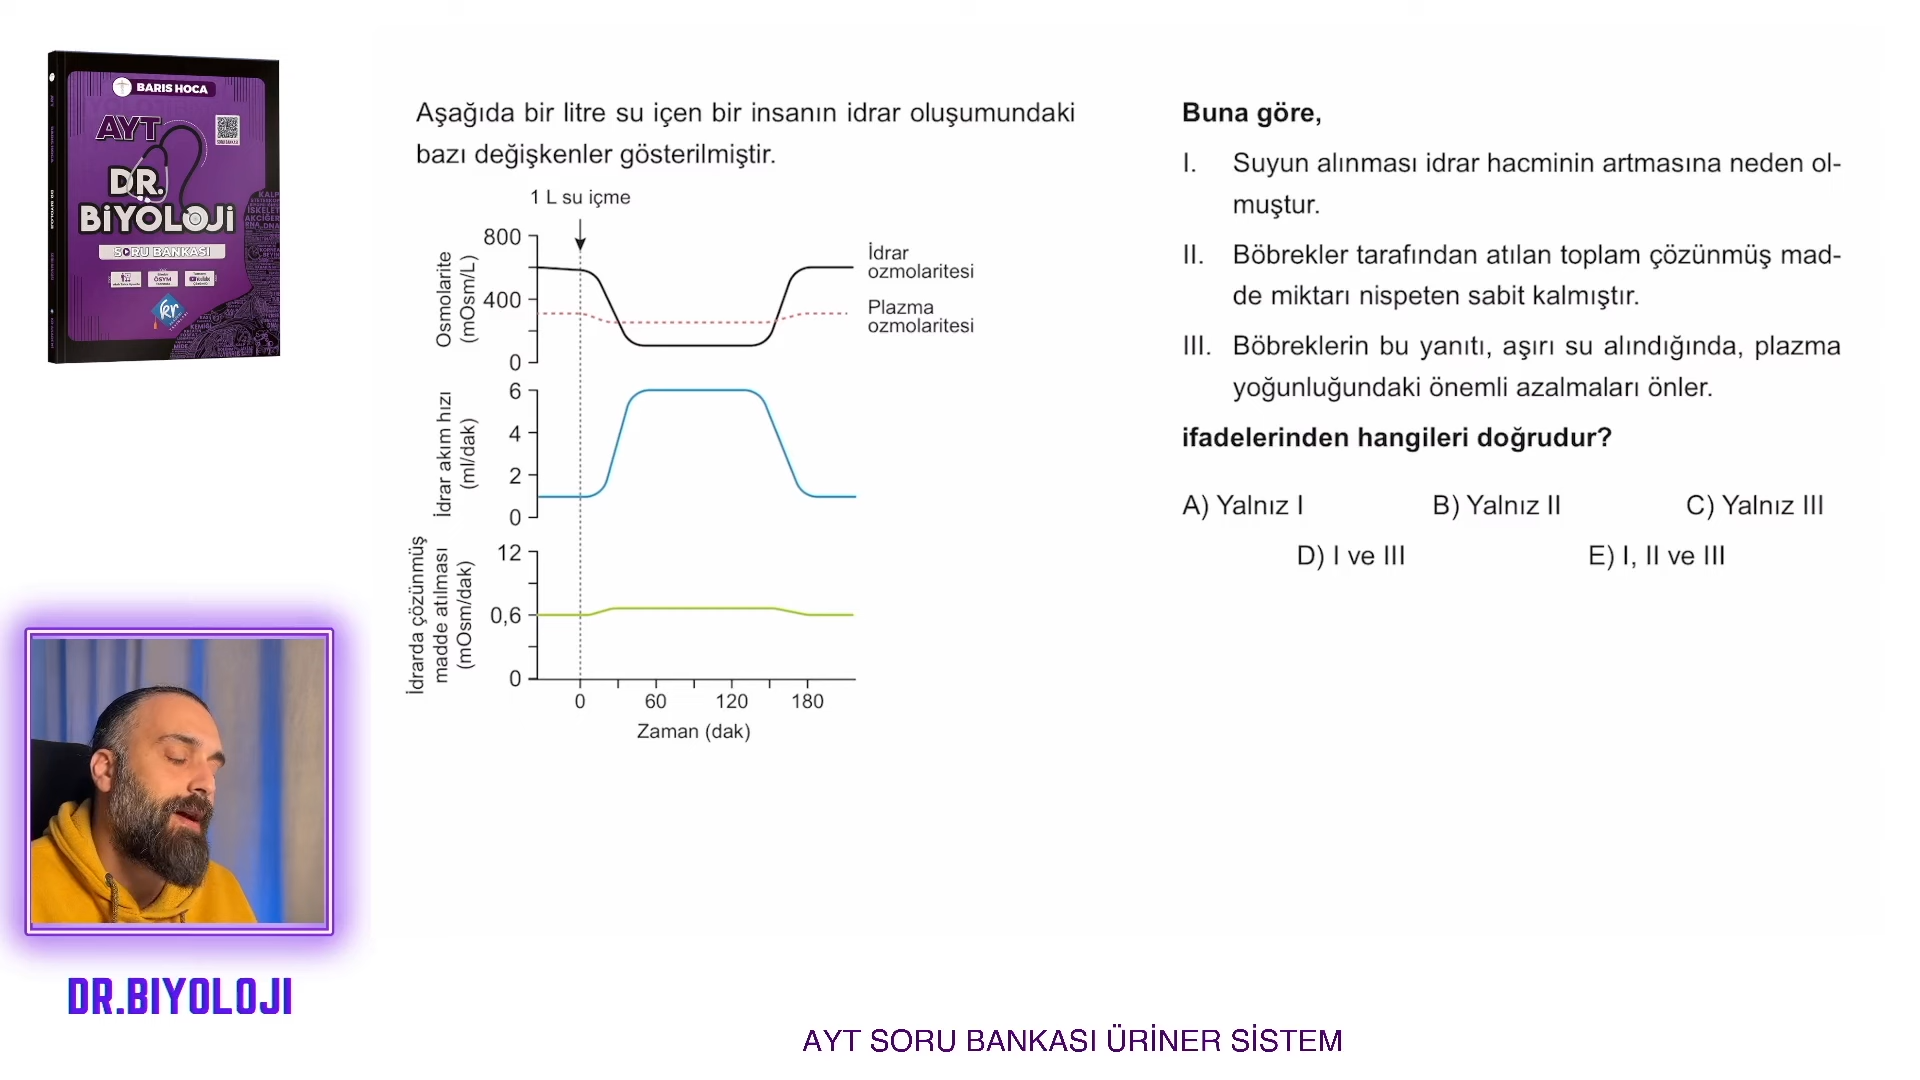 BARIS HOCA
AYT
DR.
BİYOLOJİ
SORU BANKASI
Aşağıda bir litre su içen bir insanın idrar oluşumundaki
bazı değişkenler gösterilmiştir.
1 L su içme
Osmolarite
(mOsm/L)
800
400
0
İdrar
ozmolaritesi
Plazma
ozmolaritesi
İdrar akım hızı
(ml/dak)
6
4
2
0
İdrarda çözünmüş
madde atılması
(mOsm/dak)
12
0,6
0
0 60 120 180
Zaman (dak)
Buna göre,
I. Suyun alınması idrar hacminin artmasına neden ol-
muştur.
II. Böbrekler tarafından atılan toplam çözünmüş mad-
de miktarı nispeten sabit kalmıştır.
III. Böbreklerin bu yanıtı, aşırı su alındığında, plazma
yoğunluğundaki önemli azalmaları önler.
ifadelerinden hangileri doğrudur?
A) Yalnız I B) Yalnız II C) Yalnız III
D) I ve III E) I, II ve III
DR.BIYOLOJI
AYT SORU BANKASI ÜRİNER SİSTEM